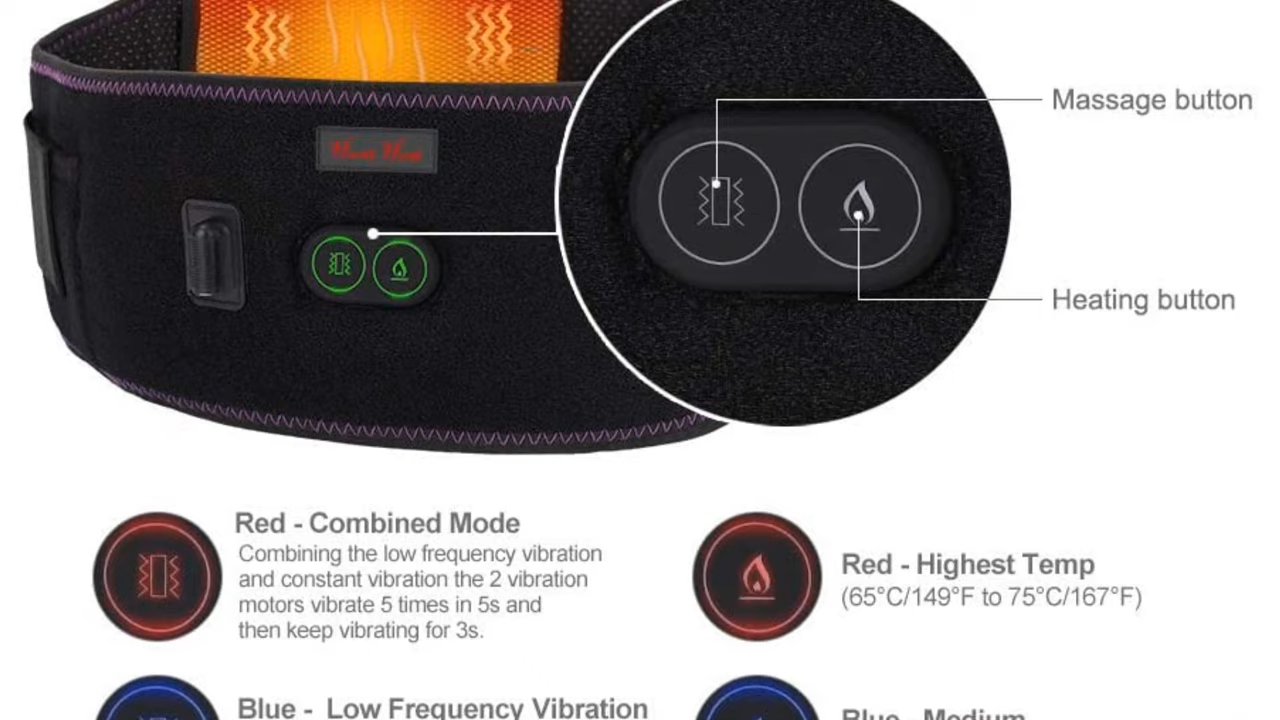 Massage button
Heating button
Red - Combined Mode
Combining the low frequency vibration
and constant vibration the 2 vibration
motors vibrate 5 times in 5s and
then keep vibrating for 3s.
Red - Highest Temp
(65°C/149°F to 75°C/167°F)
Blue - Low Frequency Vibration
Blue - Medium